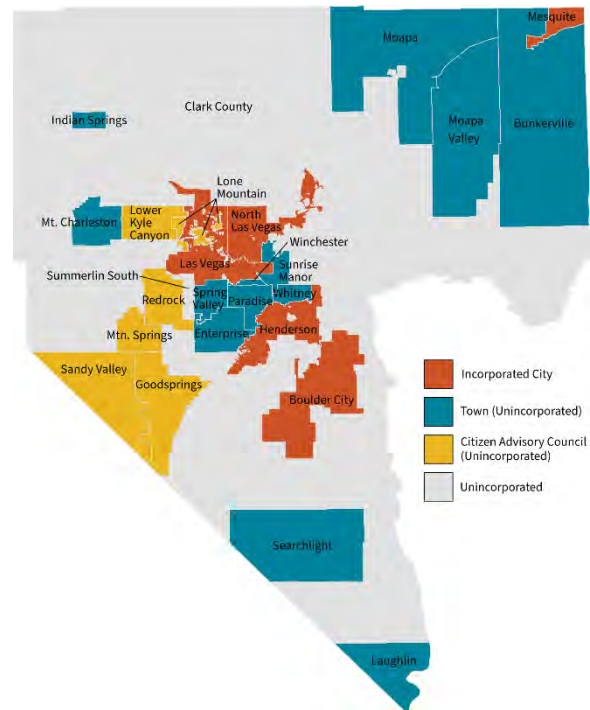 Mesquite
Moapa
Clark County
Indian Springs
Moapa
Valley
Bunkerville
Lone
Mountain
Lower
Kyle
Canyon
Mt. Charleston
North
Las Vegas
Winchester
Las Vegas
Sunrise
Manor
Summerlin South
Redrock
Spring
Valley
Paradise
Whitney
Mtn. Springs
Enterprise
Henderson
Sandy Valley
Goodsprings
Boulder City
Incorporated City
Town (Unincorporated)
Citizen Advisory Council
(Unincorporated)
Unincorporated
Searchlight
Laughlin